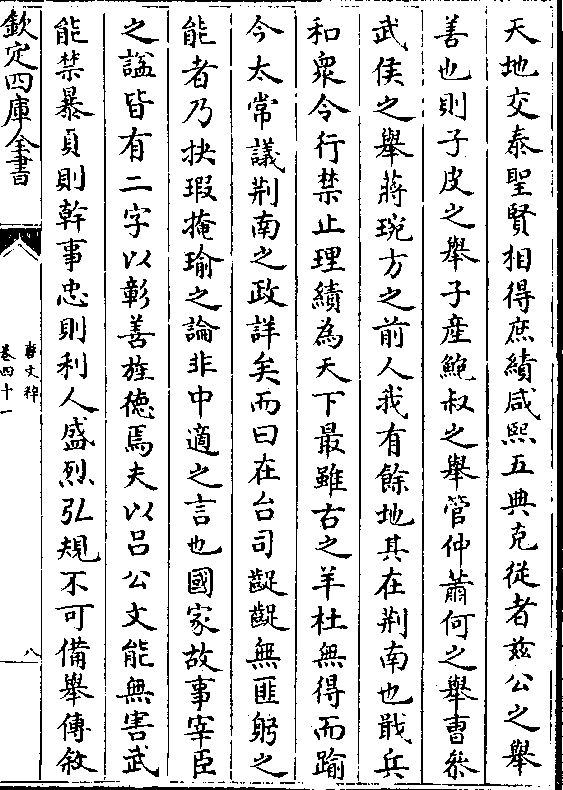 天地交泰聖賢相得庶績咸熙五典克從者兹公之舉
善也則子皮之舉子産鮑叔之舉管仲蕭何之舉曹叅
武侯之舉蔣琬方之前人我有餘地其在荆南也戢兵
和衆令行禁止理績為天下最雖古之羊杜無得而踰
今太常議荆南之政詳矣而曰在台司齪齪無匪躬之
能者乃抉瑕掩瑜之論非中適之言也國家故事宰臣
之諡皆有二字以彰善旌德焉夫以吕公文能無害武
能禁暴貞則幹事忠則利人盛烈弘規不可備舉傳敘
欽定四庫全書
唐文粹
卷四十一
八